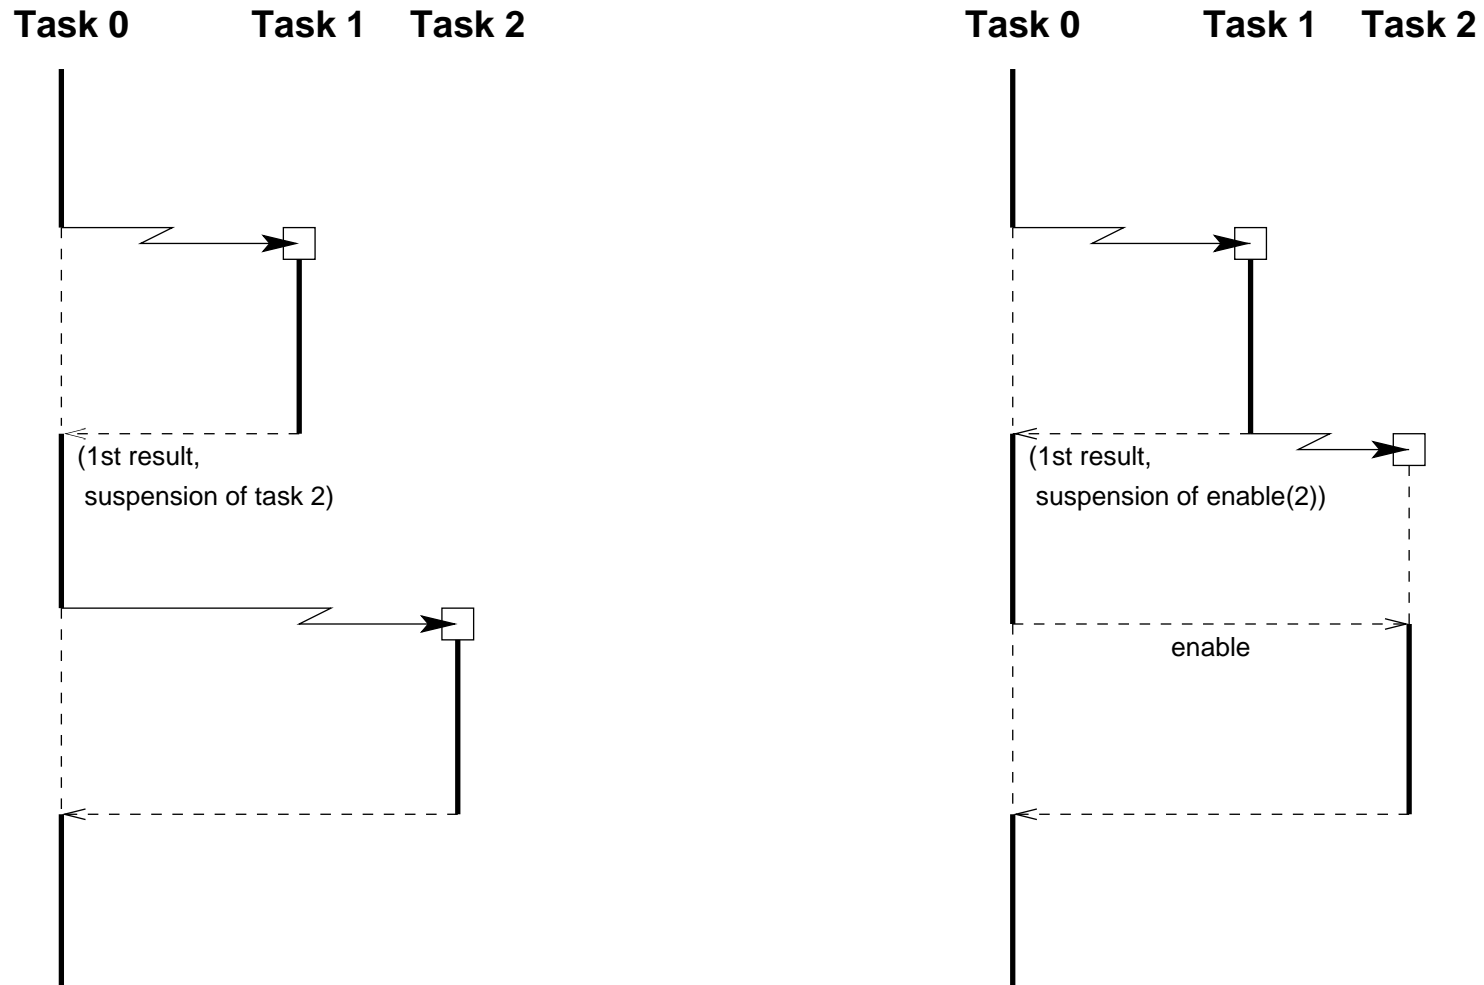 Task 0 Task 1 Task 2
(1st result,
suspension of task 2)
Task 0 Task 1 Task 2
(1st result,
suspension of enable(2))
enable